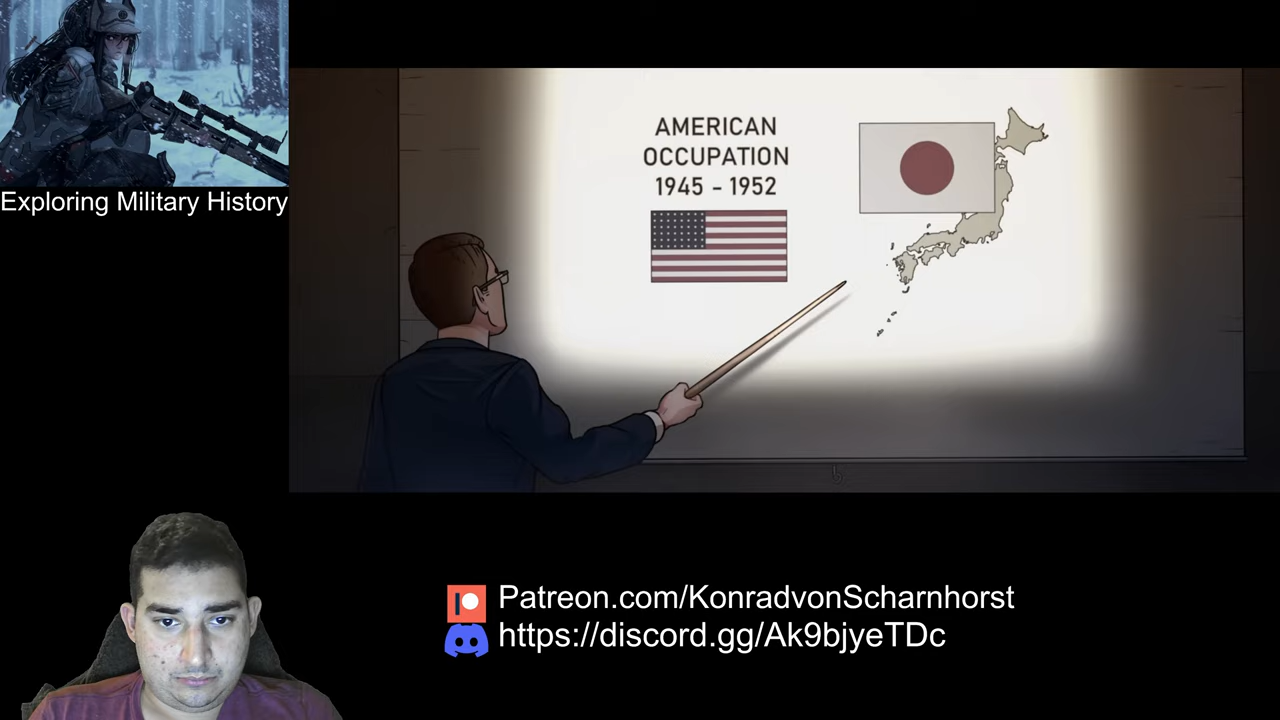 Exploring Military History
AMERICAN
OCCUPATION
1945 - 1952
Patreon.com/KonradvonScharnhorst
https://discord.gg/Ak9bjyeTDc